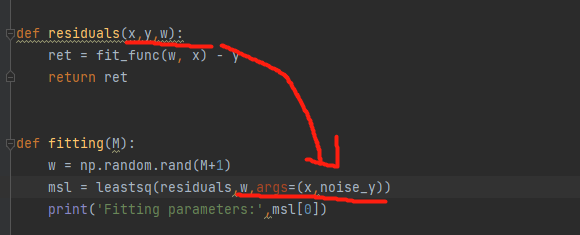 def residuals(x,y,w):
    ret = fit_func(w, x) - y
    return ret
def fitting(M):
    w = np.random.rand(M+1)
    msl = leastsq(residuals,w,args=(x,noise_y))
    print('Fitting parameters:',msl[0])